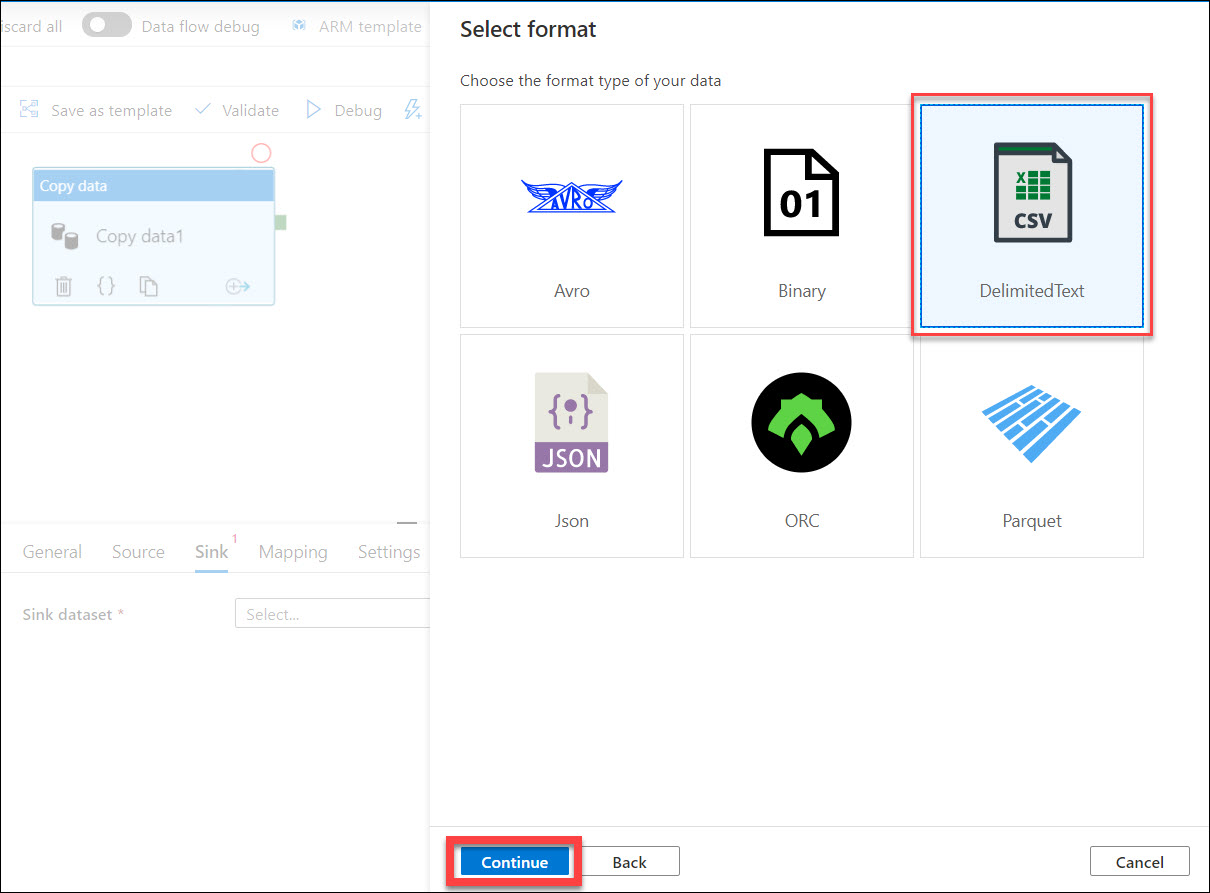 iscard all
Data flow debug
ARM template
Save as template
Validate
Debug
Copy data
Copy data1
General
Source
Sink 1
Mapping
Settings
Sink dataset *
Select...
Select format
Choose the format type of your data
AVRO
Avro
01
Binary
X
CSV
DelimitedText
{ } JSON
Json
ORC
Parquet
Continue
Back
Cancel